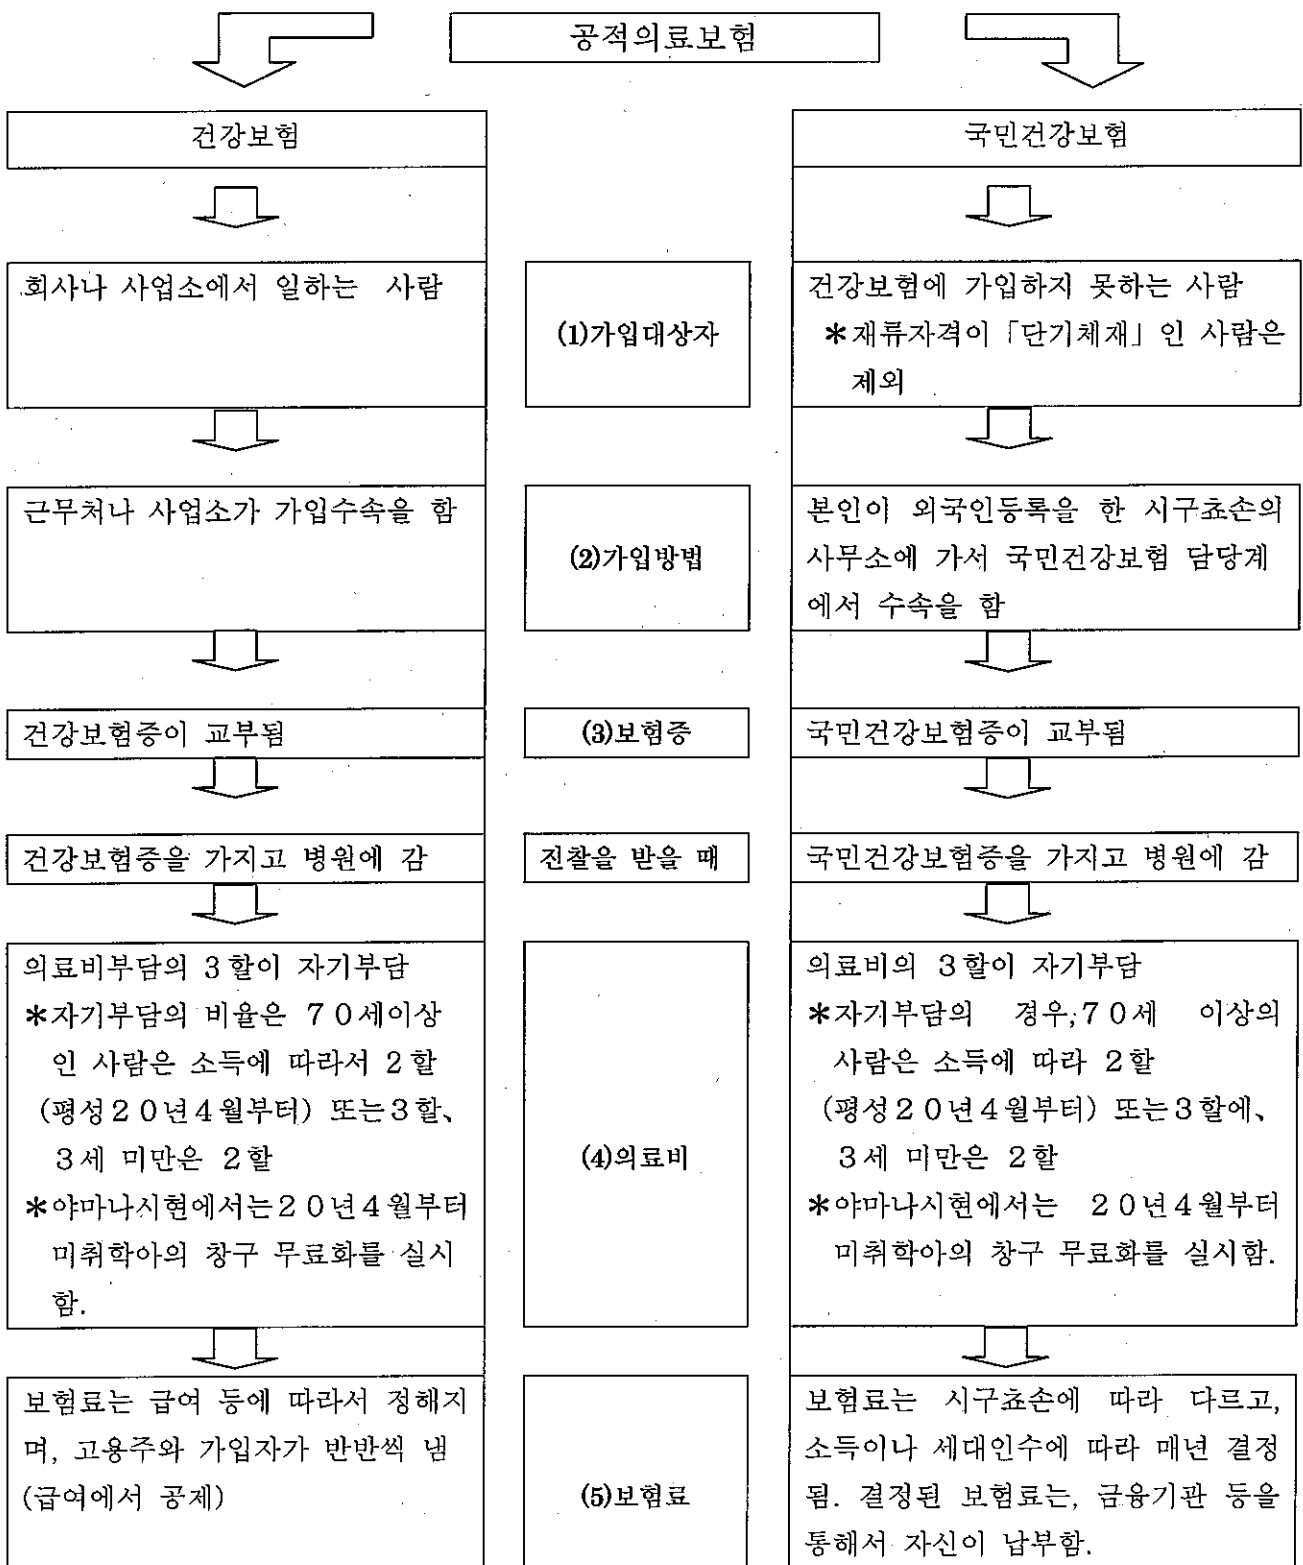 공적의료보험
건강보험
국민건강보험
회사나 사업소에서 일하는 사람
(1)가입대상자
건강보험에 가입하지 못하는 사람
＊재류자격이「단기체재」인 사람은
제외
근무처나 사업소가 가입수속을 함
(2)가입방법
본인이 외국인등록을 한 시구쵸손의
사무소에 가서 국민건강보험 담당계
에서 수속을 함
건강보험증이 교부됨
(3)보험증
국민건강보험증이 교부됨
건강보험증을 가지고 병원에 감
진찰을 받을 때
국민건강보험증을 가지고 병원에 감
의료비부담의 3할이 자기부담
＊자기부담의 비율은 70세이상
인 사람은 소득에 따라서 2할
(평성20년4월부터) 또는3할、
3세 미만은 2할
＊야마나시현에서는20년4월부터
미취학아의 창구 무료화를 실시
함.
(4)의료비
의료비의 3할이 자기부담
＊자기부담의 경우,70세 이상의
사람은 소득에 따라 2할
(평성20년4월부터) 또는3할에、
3세 미만은 2할
＊야마나시현에서는 20년4월부터
미취학아의 창구 무료화를 실시함.
보험료는 급여 등에 따라서 정해지
며, 고용주와 가입자가 반반씩 냄
(급여에서 공제)
(5)보험료
보험료는 시구쵸손에 따라 다르고,
소득이나 세대인수에 따라 매년 결정
됨. 결정된 보험료는, 금융기관 등을
통해서 자신이 납부함.